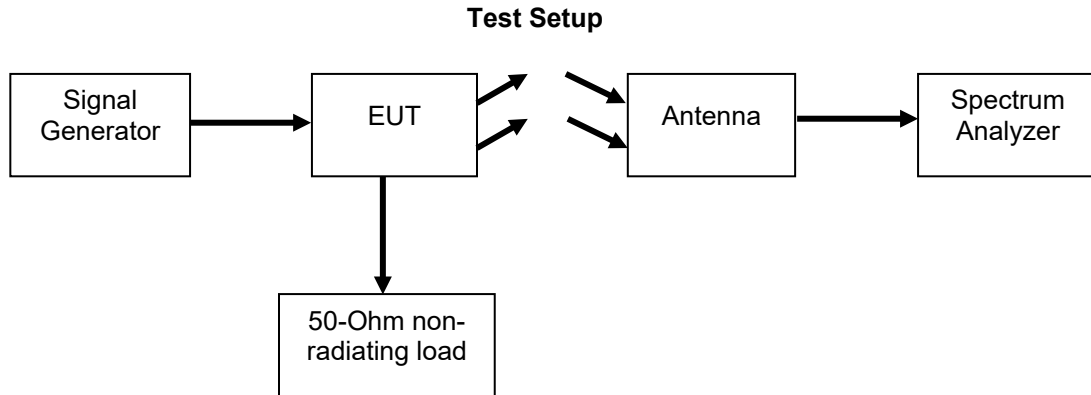 Test Setup
Signal
Generator
EUT
Antenna
Spectrum
Analyzer
50-Ohm non-
radiating load